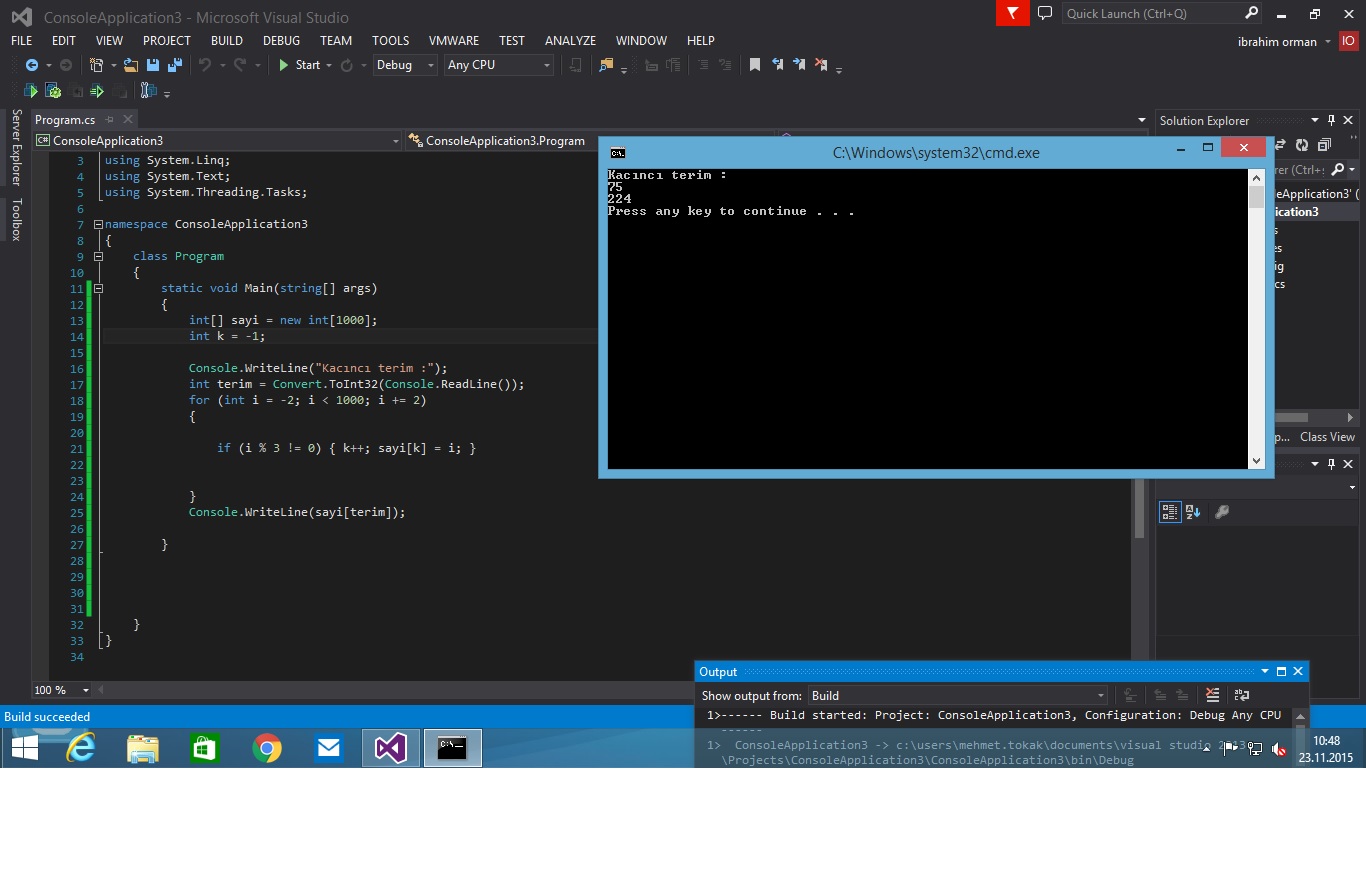 ConsoleApplication3 - Microsoft Visual Studio
Quick Launch (Ctrl+Q)
FILE EDIT VIEW PROJECT BUILD DEBUG TEAM TOOLS VMWARE TEST ANALYZE WINDOW HELP
ibrahim orman
IO
Start
Debug
Any CPU
Server Explorer
Toolbox
Program.cs
C# ConsoleApplication3
ConsoleApplication3.Program
3 using System.Linq;
4 using System.Text;
5 using System.Threading.Tasks;
6
7 namespace ConsoleApplication3
8 {
9 class Program
10 {
11 static void Main(string[] args)
12 {
13 int[] sayi = new int[1000];
14 int k = -1;
15
16 Console.WriteLine("Kacıncı terim :");
17 int terim = Convert.ToInt32(Console.ReadLine());
18 for (int i = -2; i < 1000; i += 2)
19 {
20
21 if (i % 3 != 0) { k++; sayi[k] = i; }
22
23
24 }
25 Console.WriteLine(sayi[terim]);
26
27 }
28
29
30
31
32 }
33 }
34
100 %
C:\Windows\system32\cmd.exe
Kacıncı terim :
75
224
Press any key to continue . . .
Solution Explorer
rer (Ctrl+ş
eApplication3' (
ication3
s
es
ig
cs
p... Class View
Output
Show output from: Build
1>------ Build started: Project: ConsoleApplication3, Configuration: Debug Any CPU
------
1> ConsoleApplication3 -> c:\users\mehmet.tokak\documents\visual studio 2013
\Projects\ConsoleApplication3\ConsoleApplication3\bin\Debug
Build succeeded
10:48
23.11.2015